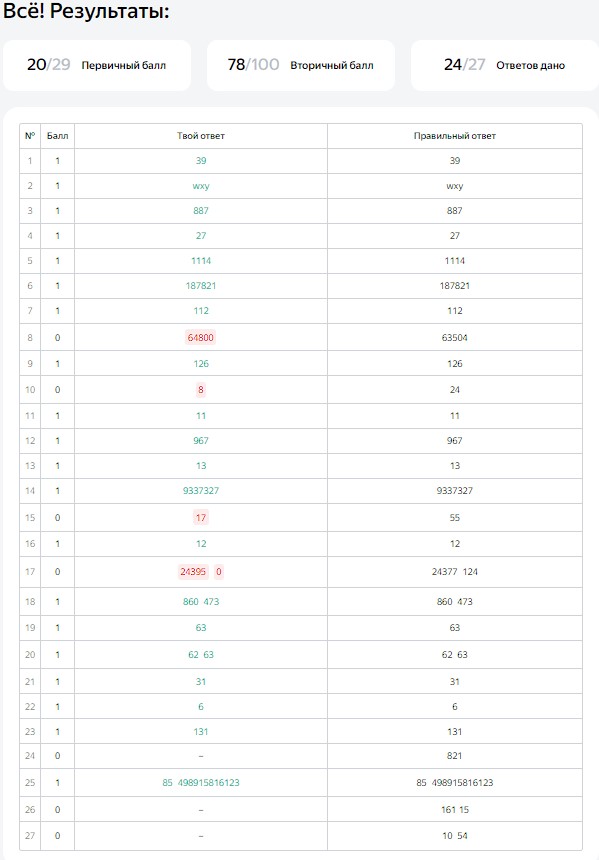 Всё! Результаты:
20/29 Первичный балл 78/100 Вторичный балл 24/27 Ответов дано
№ Балл Твой ответ Правильный ответ
1 1 39 39
2 1 wxy wxy
3 1 887 887
4 1 27 27
5 1 1114 1114
6 1 187821 187821
7 1 112 112
8 0 64800 63504
9 1 126 126
10 0 8 24
11 1 11 11
12 1 967 967
13 1 13 13
14 1 9337327 9337327
15 0 17 55
16 1 12 12
17 0 24395 0 24377 124
18 1 860 473 860 473
19 1 63 63
20 1 62 63 62 63
21 1 31 31
22 1 6 6
23 1 131 131
24 0 – 821
25 1 85 498915816123 85 498915816123
26 0 – 161 15
27 0 – 10 54